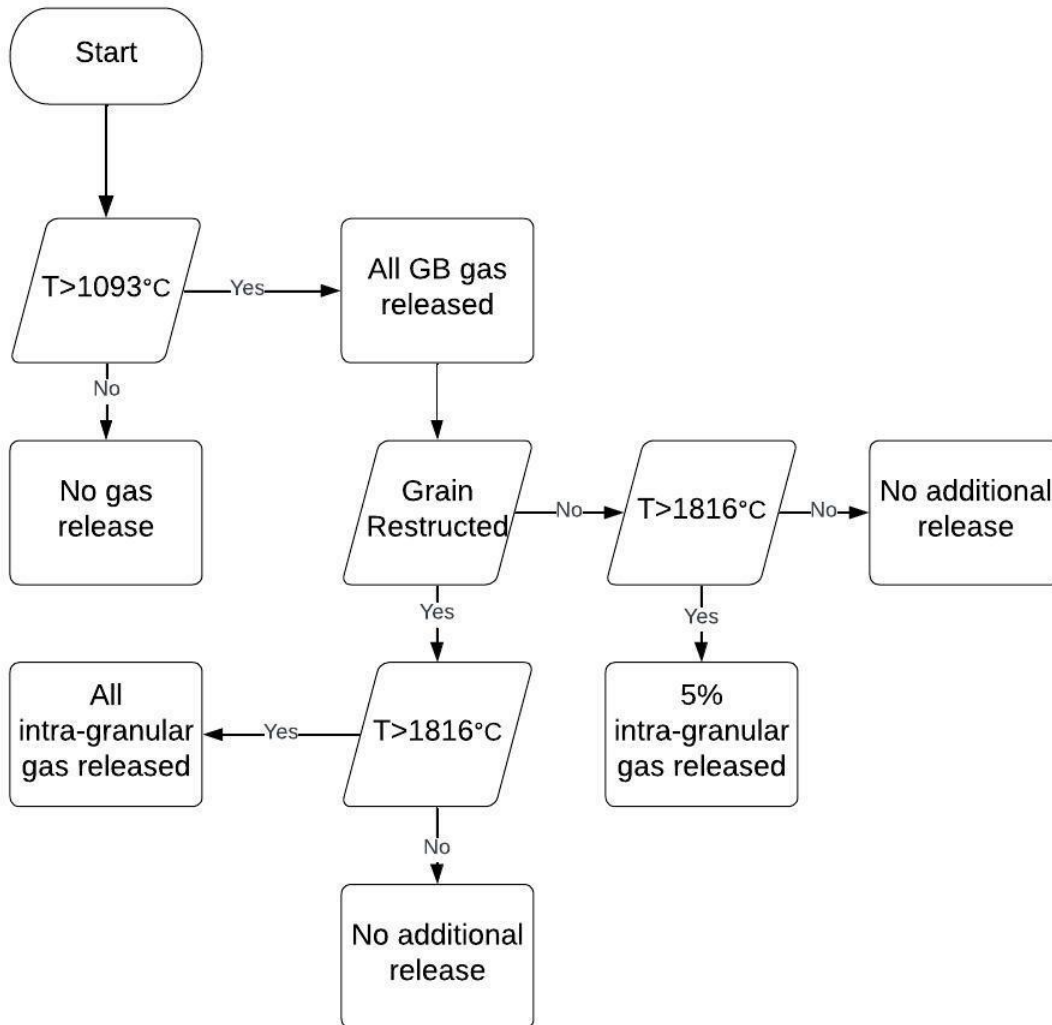 Start
T>1093°C
Yes
All GB gas
released
No
No gas
release
Grain
Restructed
No
T>1816°C
No
No additional
release
Yes
Yes
All
intra-granular
gas released
Yes
T>1816°C
5%
intra-granular
gas released
No
No additional
release